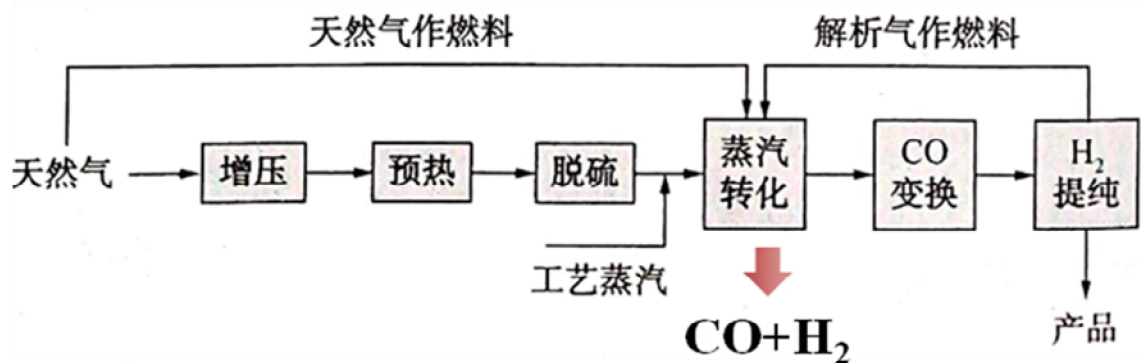 天然气作燃料
解析气作燃料
天然气
增压
预热
脱硫
蒸汽
转化
CO
变换
H₂
提纯
工艺蒸汽
CO+H₂
产品